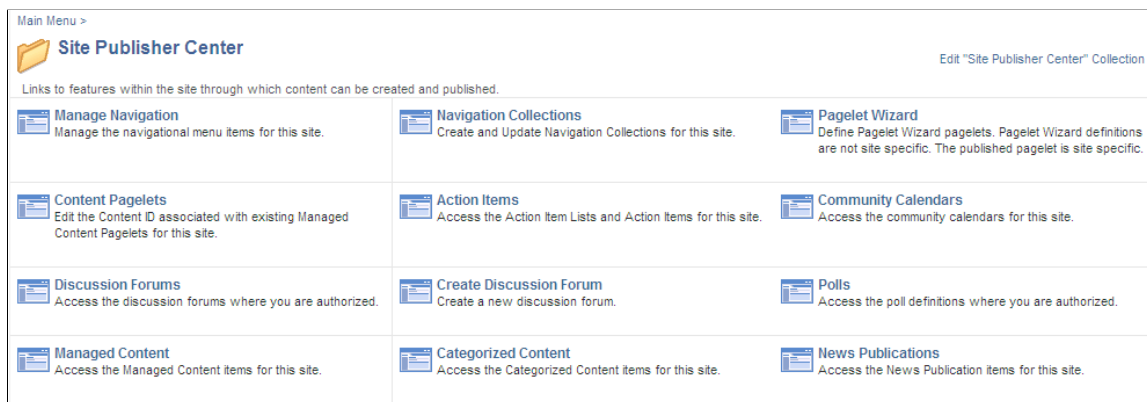 Main Menu >
Site Publisher Center
Edit "Site Publisher Center" Collection
Links to features within the site through which content can be created and published.
Manage Navigation
Manage the navigational menu items for this site.
Navigation Collections
Create and Update Navigation Collections for this site.
Pagelet Wizard
Define Pagelet Wizard pagelets. Pagelet Wizard definitions
are not site specific. The published pagelet is site specific.
Content Pagelets
Edit the Content ID associated with existing Managed
Content Pagelets for this site.
Action Items
Access the Action Item Lists and Action Items for this site.
Community Calendars
Access the community calendars for this site.
Discussion Forums
Access the discussion forums where you are authorized.
Create Discussion Forum
Create a new discussion forum.
Polls
Access the poll definitions where you are authorized.
Managed Content
Access the Managed Content items for this site.
Categorized Content
Access the Categorized Content items for this site.
News Publications
Access the News Publication items for this site.